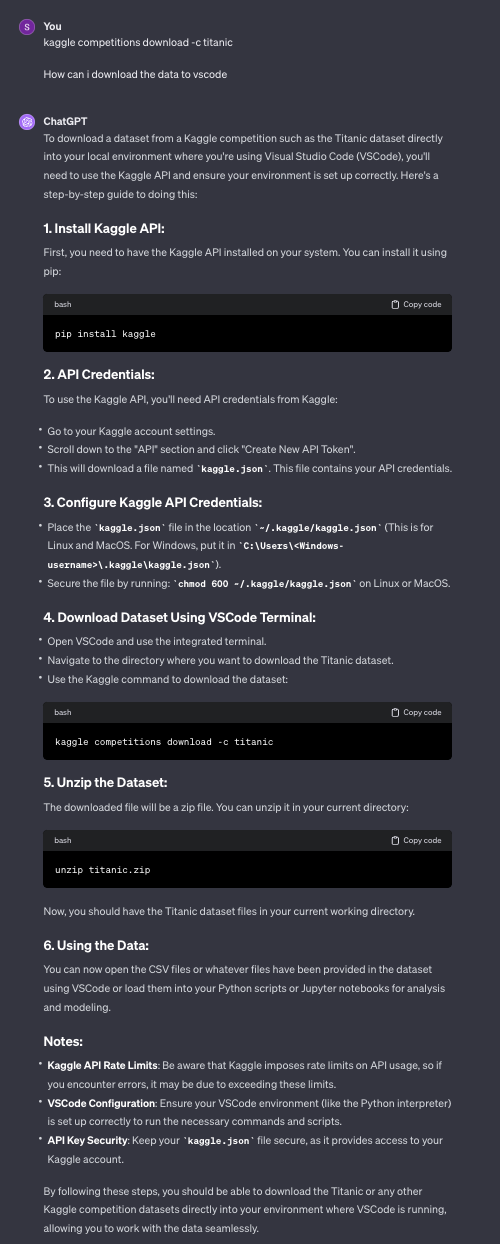 S You
kaggle competitions download -c titanic
How can i download the data to vscode
ChatGPT
To download a dataset from a Kaggle competition such as the Titanic dataset directly
into your local environment where you're using Visual Studio Code (VSCode), you'll
need to use the Kaggle API and ensure your environment is set up correctly. Here's a
step-by-step guide to doing this:
1. Install Kaggle API:
First, you need to have the Kaggle API installed on your system. You can install it using
pip:
bash Copy code
pip install kaggle
2. API Credentials:
To use the Kaggle API, you'll need API credentials from Kaggle:
• Go to your Kaggle account settings.
• Scroll down to the "API" section and click "Create New API Token".
• This will download a file named `kaggle.json`. This file contains your API credentials.
3. Configure Kaggle API Credentials:
• Place the `kaggle.json` file in the location `~/.kaggle/kaggle.json` (This is for
Linux and MacOS. For Windows, put it in `C:\Users\<Windows-
username>\.kaggle\kaggle.json`).
• Secure the file by running: `chmod 600 ~/.kaggle/kaggle.json` on Linux or MacOS.
4. Download Dataset Using VSCode Terminal:
• Open VSCode and use the integrated terminal.
• Navigate to the directory where you want to download the Titanic dataset.
• Use the Kaggle command to download the dataset:
bash Copy code
kaggle competitions download -c titanic
5. Unzip the Dataset:
The downloaded file will be a zip file. You can unzip it in your current directory:
bash Copy code
unzip titanic.zip
Now, you should have the Titanic dataset files in your current working directory.
6. Using the Data:
You can now open the CSV files or whatever files have been provided in the dataset
using VSCode or load them into your Python scripts or Jupyter notebooks for analysis
and modeling.
Notes:
• Kaggle API Rate Limits: Be aware that Kaggle imposes rate limits on API usage, so if
you encounter errors, it may be due to exceeding these limits.
• VSCode Configuration: Ensure your VSCode environment (like the Python interpreter)
is set up correctly to run the necessary commands and scripts.
• API Key Security: Keep your `kaggle.json` file secure, as it provides access to your
Kaggle account.
By following these steps, you should be able to download the Titanic or any other
Kaggle competition datasets directly into your environment where VSCode is running,
allowing you to work with the data seamlessly.